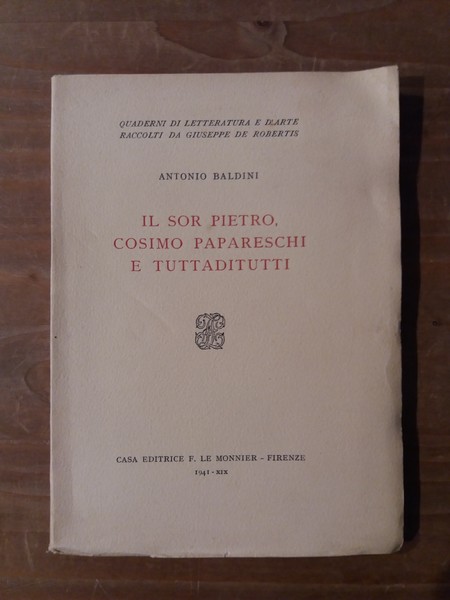 QUADERNI DI LETTERATURA E D'ARTE
RACCOLTI DA GIUSEPPE DE ROBERTIS
ANTONIO BALDINI
IL SOR PIETRO,
COSIMO PAPARESCHI
E TUTTADITUTTI
CASA EDITRICE F. LE MONNIER - FIRENZE
1941 - XIX